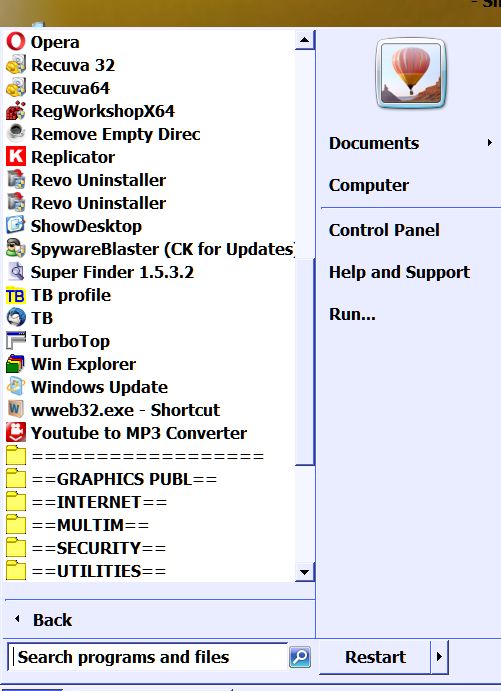 Opera
Recuva 32
Recuva64
RegWorkshopX64
Remove Empty Direc
Replicator
Revo Uninstaller
Revo Uninstaller
ShowDesktop
SpywareBlaster (CK for Updates)
Super Finder 1.5.3.2
TB profile
TB
TurboTop
Win Explorer
Windows Update
wweb32.exe - Shortcut
Youtube to MP3 Converter
==================
==GRAPHICS PUBL==
==INTERNET==
==MULTIM==
==SECURITY==
==UTILITIES==
Back
Search programs and files
Documents
Computer
Control Panel
Help and Support
Run...
Restart